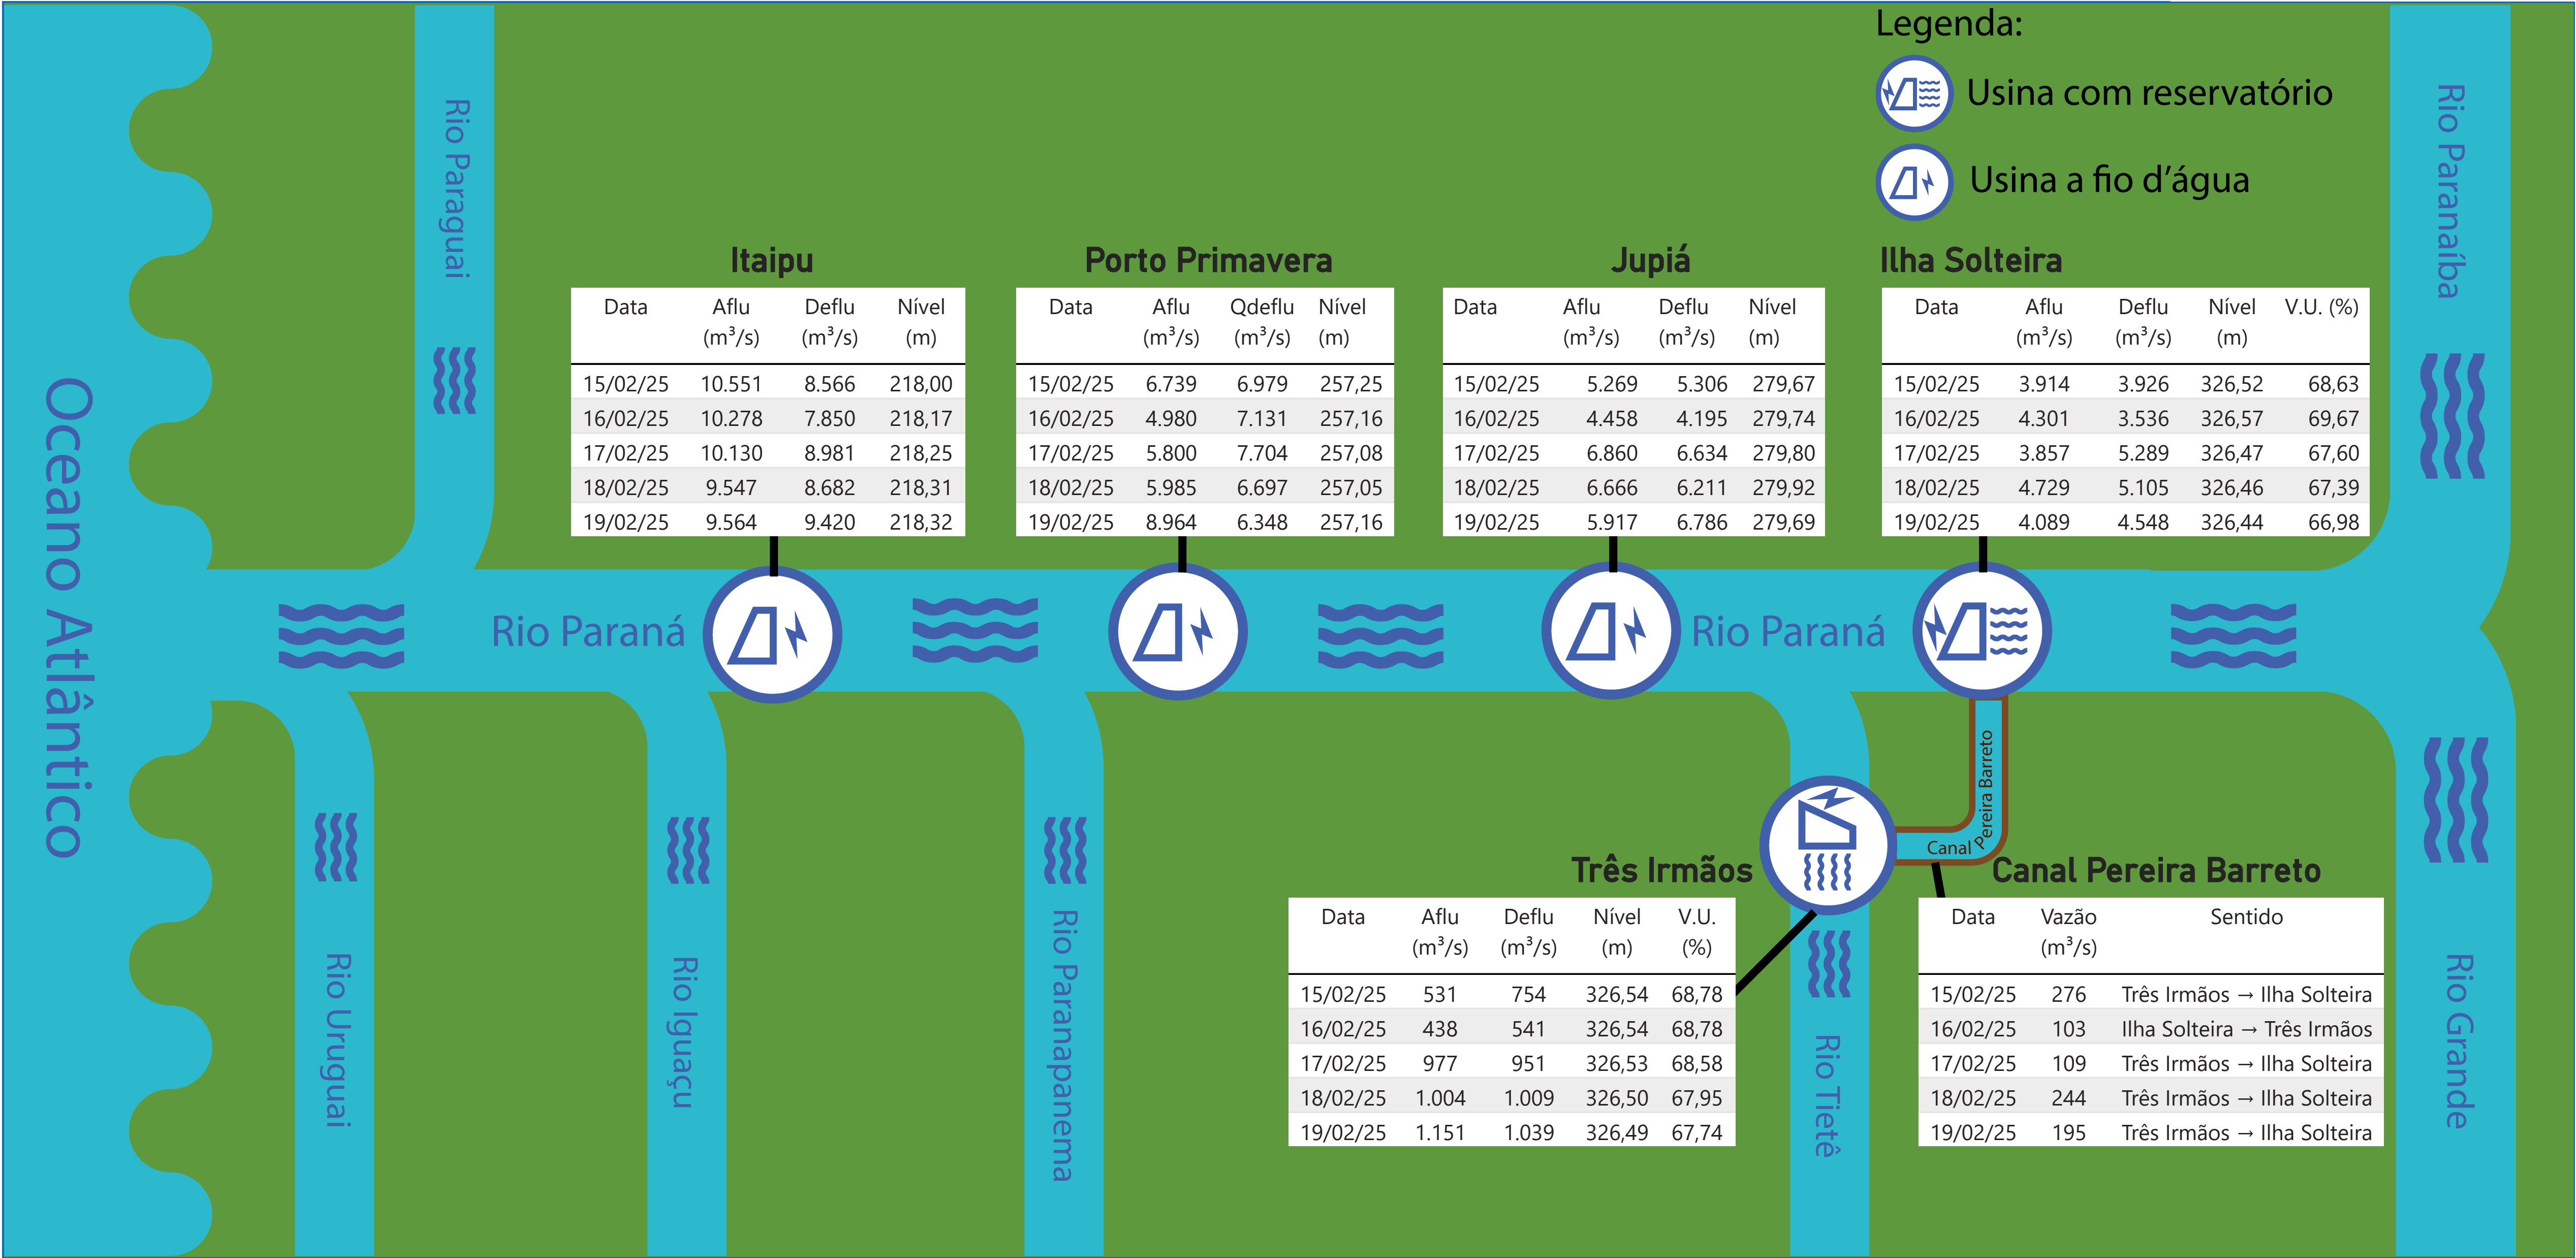 Legenda:
Usina com reservatório
Usina a fio d’água
Oceano Atlântico
Rio Paraguai
Rio Paranaíba
Itaipu
Data Aflu (m³/s) Deflu (m³/s) Nível (m)
15/02/25 10.551 8.566 218,00
16/02/25 10.278 7.850 218,17
17/02/25 10.130 8.981 218,25
18/02/25 9.547 8.682 218,31
19/02/25 9.564 9.420 218,32
Porto Primavera
Data Aflu (m³/s) Qdeflu (m³/s) Nível (m)
15/02/25 6.739 6.979 257,25
16/02/25 4.980 7.131 257,16
17/02/25 5.800 7.704 257,08
18/02/25 5.985 6.697 257,05
19/02/25 8.964 6.348 257,16
Jupiá
Data Aflu (m³/s) Deflu (m³/s) Nível (m)
15/02/25 5.269 5.306 279,67
16/02/25 4.458 4.195 279,74
17/02/25 6.860 6.634 279,80
18/02/25 6.666 6.211 279,92
19/02/25 5.917 6.786 279,69
Ilha Solteira
Data Aflu (m³/s) Deflu (m³/s) Nível (m) V.U. (%)
15/02/25 3.914 3.926 326,52 68,63
16/02/25 4.301 3.536 326,57 69,67
17/02/25 3.857 5.289 326,47 67,60
18/02/25 4.729 5.105 326,46 67,39
19/02/25 4.089 4.548 326,44 66,98
Rio Paraná
Rio Paraná
Canal Pereira Barreto
Três Irmãos
Data Aflu (m³/s) Deflu (m³/s) Nível (m) V.U. (%)
15/02/25 531 754 326,54 68,78
16/02/25 438 541 326,54 68,78
17/02/25 977 951 326,53 68,58
18/02/25 1.004 1.009 326,50 67,95
19/02/25 1.151 1.039 326,49 67,74
Canal Pereira Barreto
Data Vazão (m³/s) Sentido
15/02/25 276 Três Irmãos → Ilha Solteira
16/02/25 103 Ilha Solteira → Três Irmãos
17/02/25 109 Três Irmãos → Ilha Solteira
18/02/25 244 Três Irmãos → Ilha Solteira
19/02/25 195 Três Irmãos → Ilha Solteira
Rio Uruguai
Rio Iguaçu
Rio Paranapanema
Rio Tietê
Rio Grande